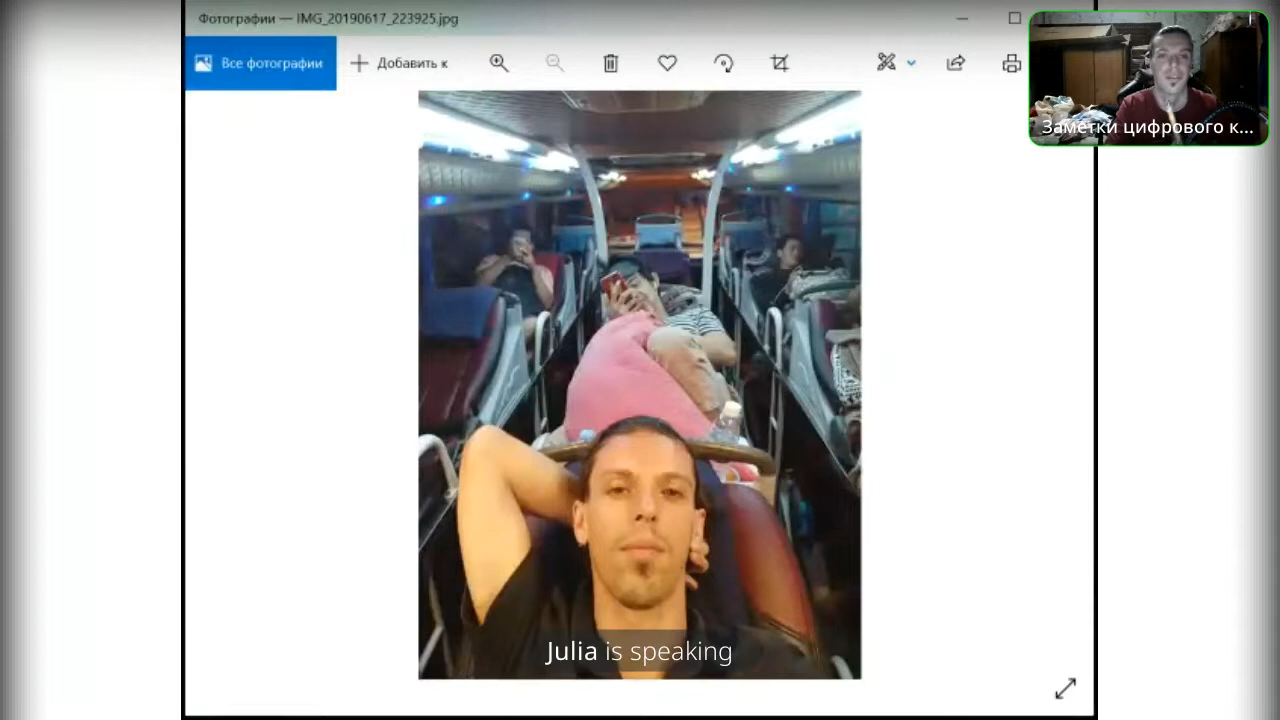 Фотографии — IMG_20190617_223925.jpg
Все фотографии
Добавить к
Заметки цифрового к...
Julia is speaking